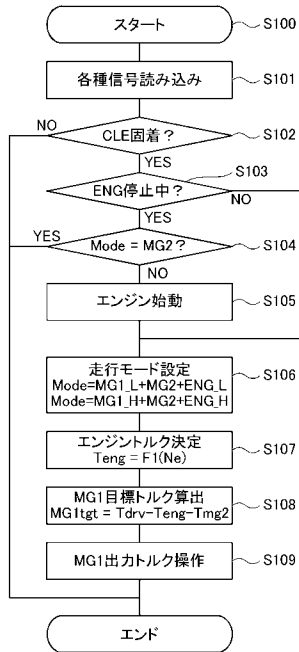 スタート
S100
各種信号読み込み
S101
NO
CLE固着？
S102
YES
S103
ENG停止中？
NO
YES
YES
Mode = MG2？
S104
NO
エンジン始動
S105
走行モード設定
Mode=MG1_L+MG2+ENG_L
Mode=MG1_H+MG2+ENG_H
S106
エンジントルク決定
Teng = F1(Ne)
S107
MG1目標トルク算出
MG1tgt = Tdrv-Teng-Tmg2
S108
MG1出力トルク操作
S109
エンド